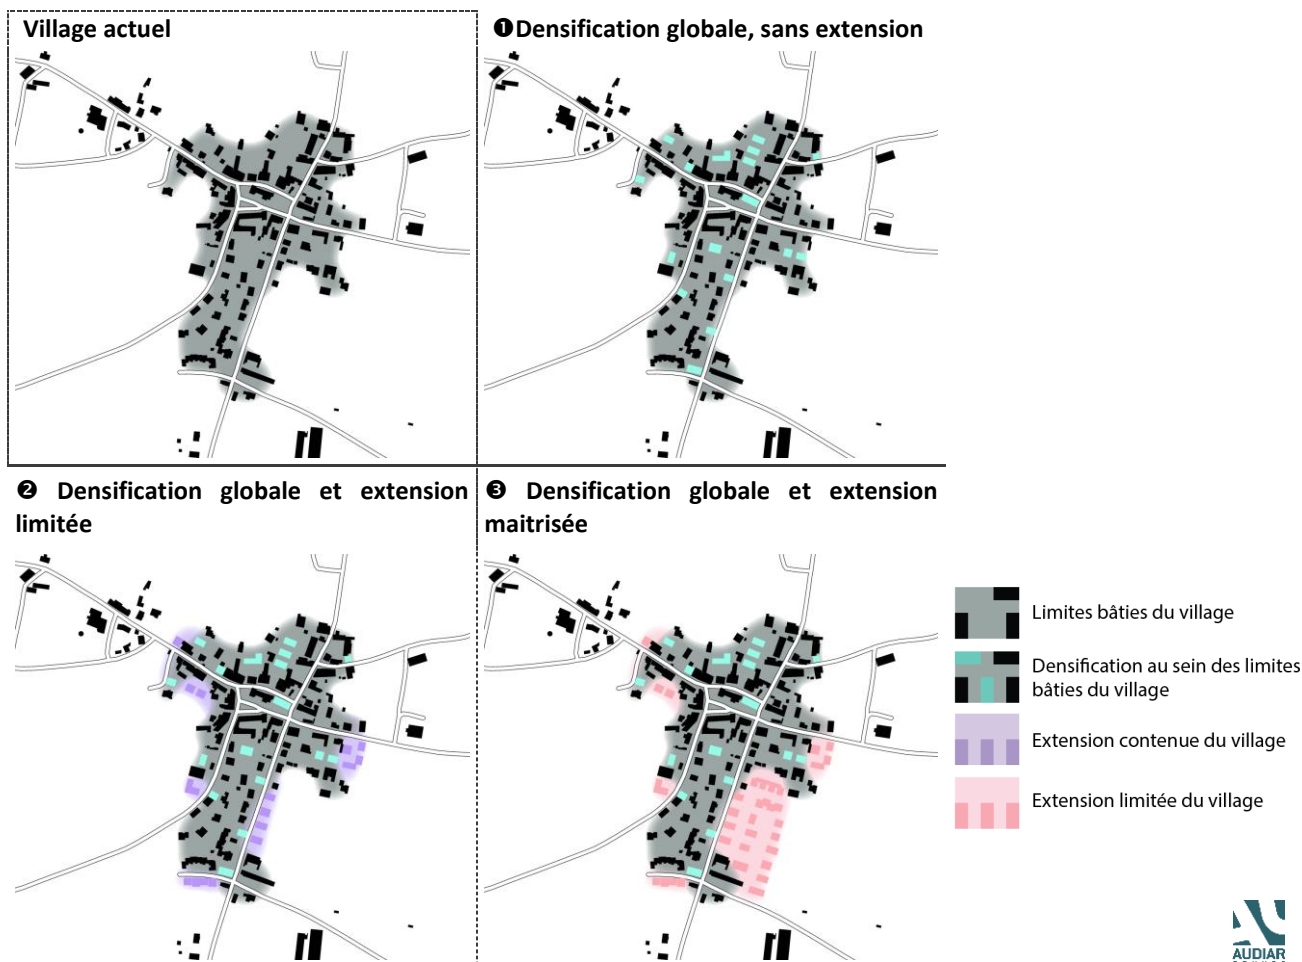 Village actuel
❶Densification globale, sans extension
❷ Densification globale et extension
limitée
❸ Densification globale et extension
maitrisée
Limites bâties du village
Densification au sein des limites
bâties du village
Extension contenue du village
Extension limitée du village
AUDIAR